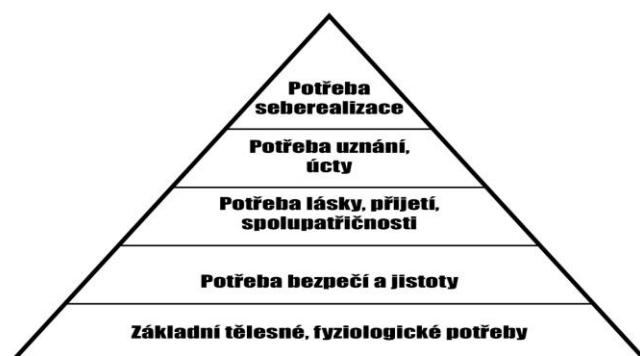 Potřeba
seberealizace
Potřeba uznání,
úcty
Potřeba lásky, přijetí,
spolupatřičnosti
Potřeba bezpečí a jistoty
Základní tělesné, fyziologické potřeby